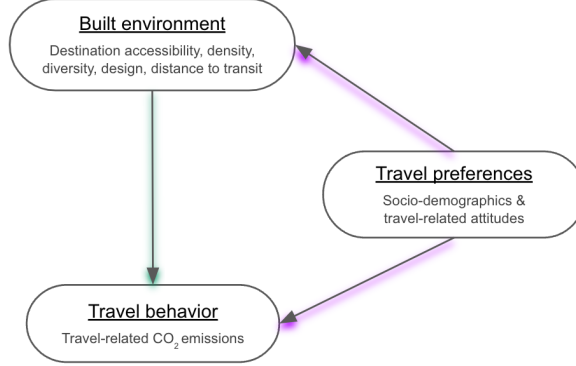 Built environment
Destination accessibility, density,
diversity, design, distance to transit
Travel preferences
Socio-demographics &
travel-related attitudes
Travel behavior
Travel-related CO2 emissions